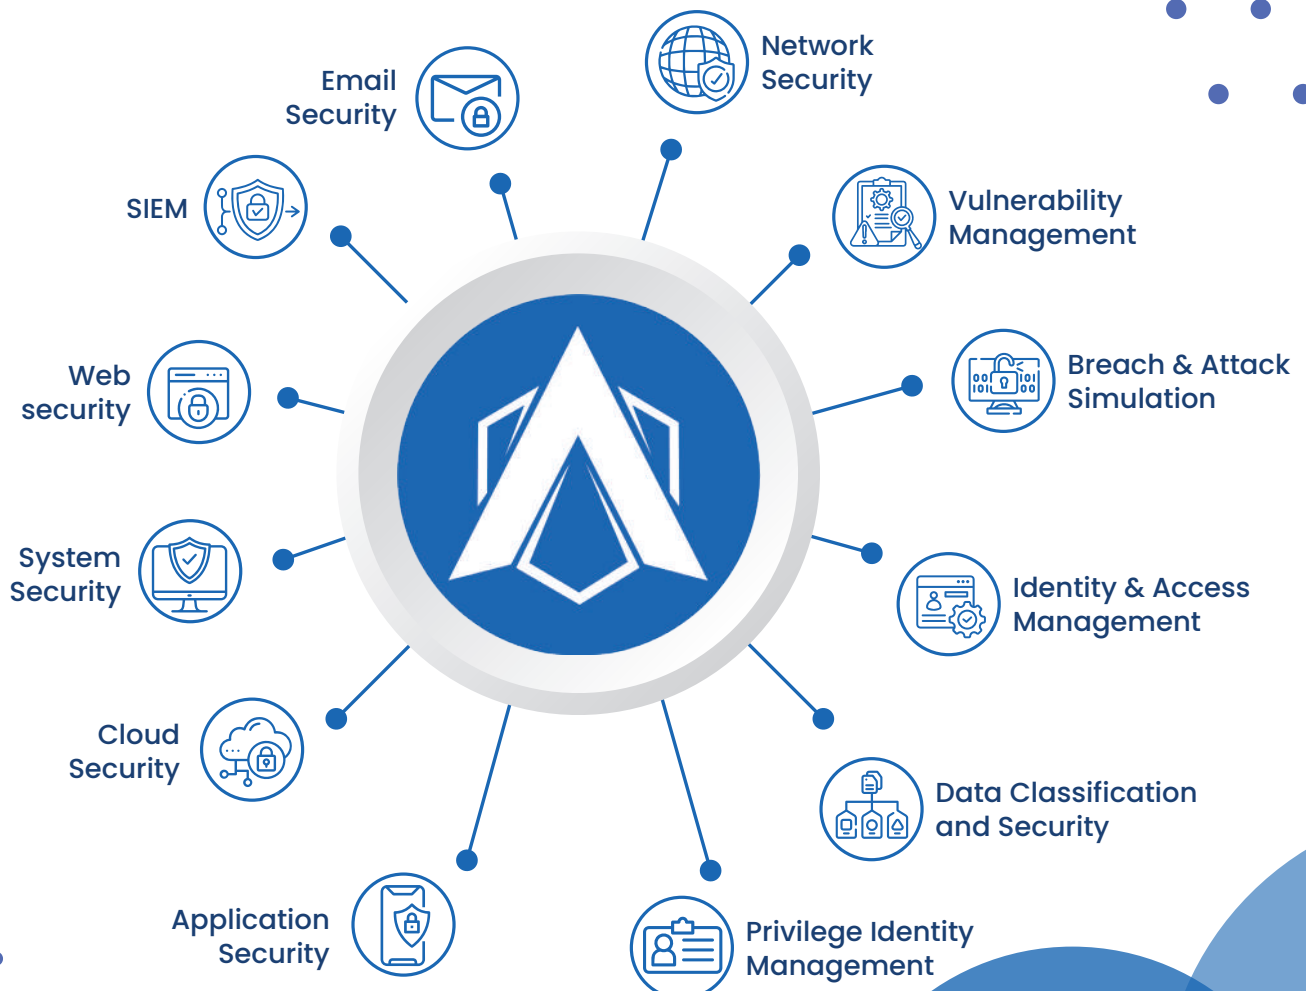 Network
Security
Email
Security
SIEM
Vulnerability
Management
Web
security
Breach & Attack
Simulation
System
Security
Identity & Access
Management
Cloud
Security
Data Classification
and Security
Application
Security
Privilege Identity
Management